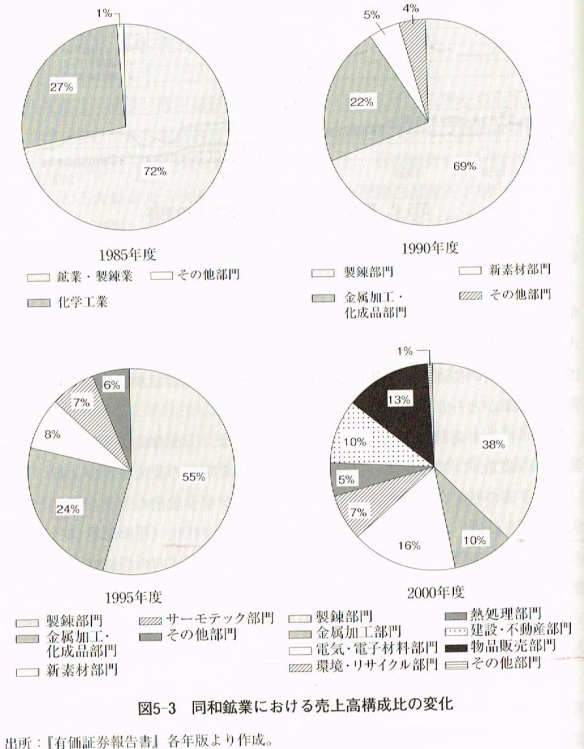 1%
27%
72%
1985年度
鉱業・製錬業 その他部門
化学工業
4%
5%
22%
69%
1990年度
製錬部門 新素材部門
金属加工・ その他部門
化成品部門
6%
7%
8%
55%
24%
1995年度
製錬部門 サーモテック部門
金属加工・ その他部門
化成品部門
新素材部門
1%
13%
38%
10%
5%
7%
10%
16%
2000年度
製錬部門 熱処理部門
金属加工部門 建設・不動産部門
電気・電子材料部門 物品販売部門
環境・リサイクル部門 その他部門
図5-3 同和鉱業における売上高構成比の変化
出所:『有価証券報告書』各年版より作成。